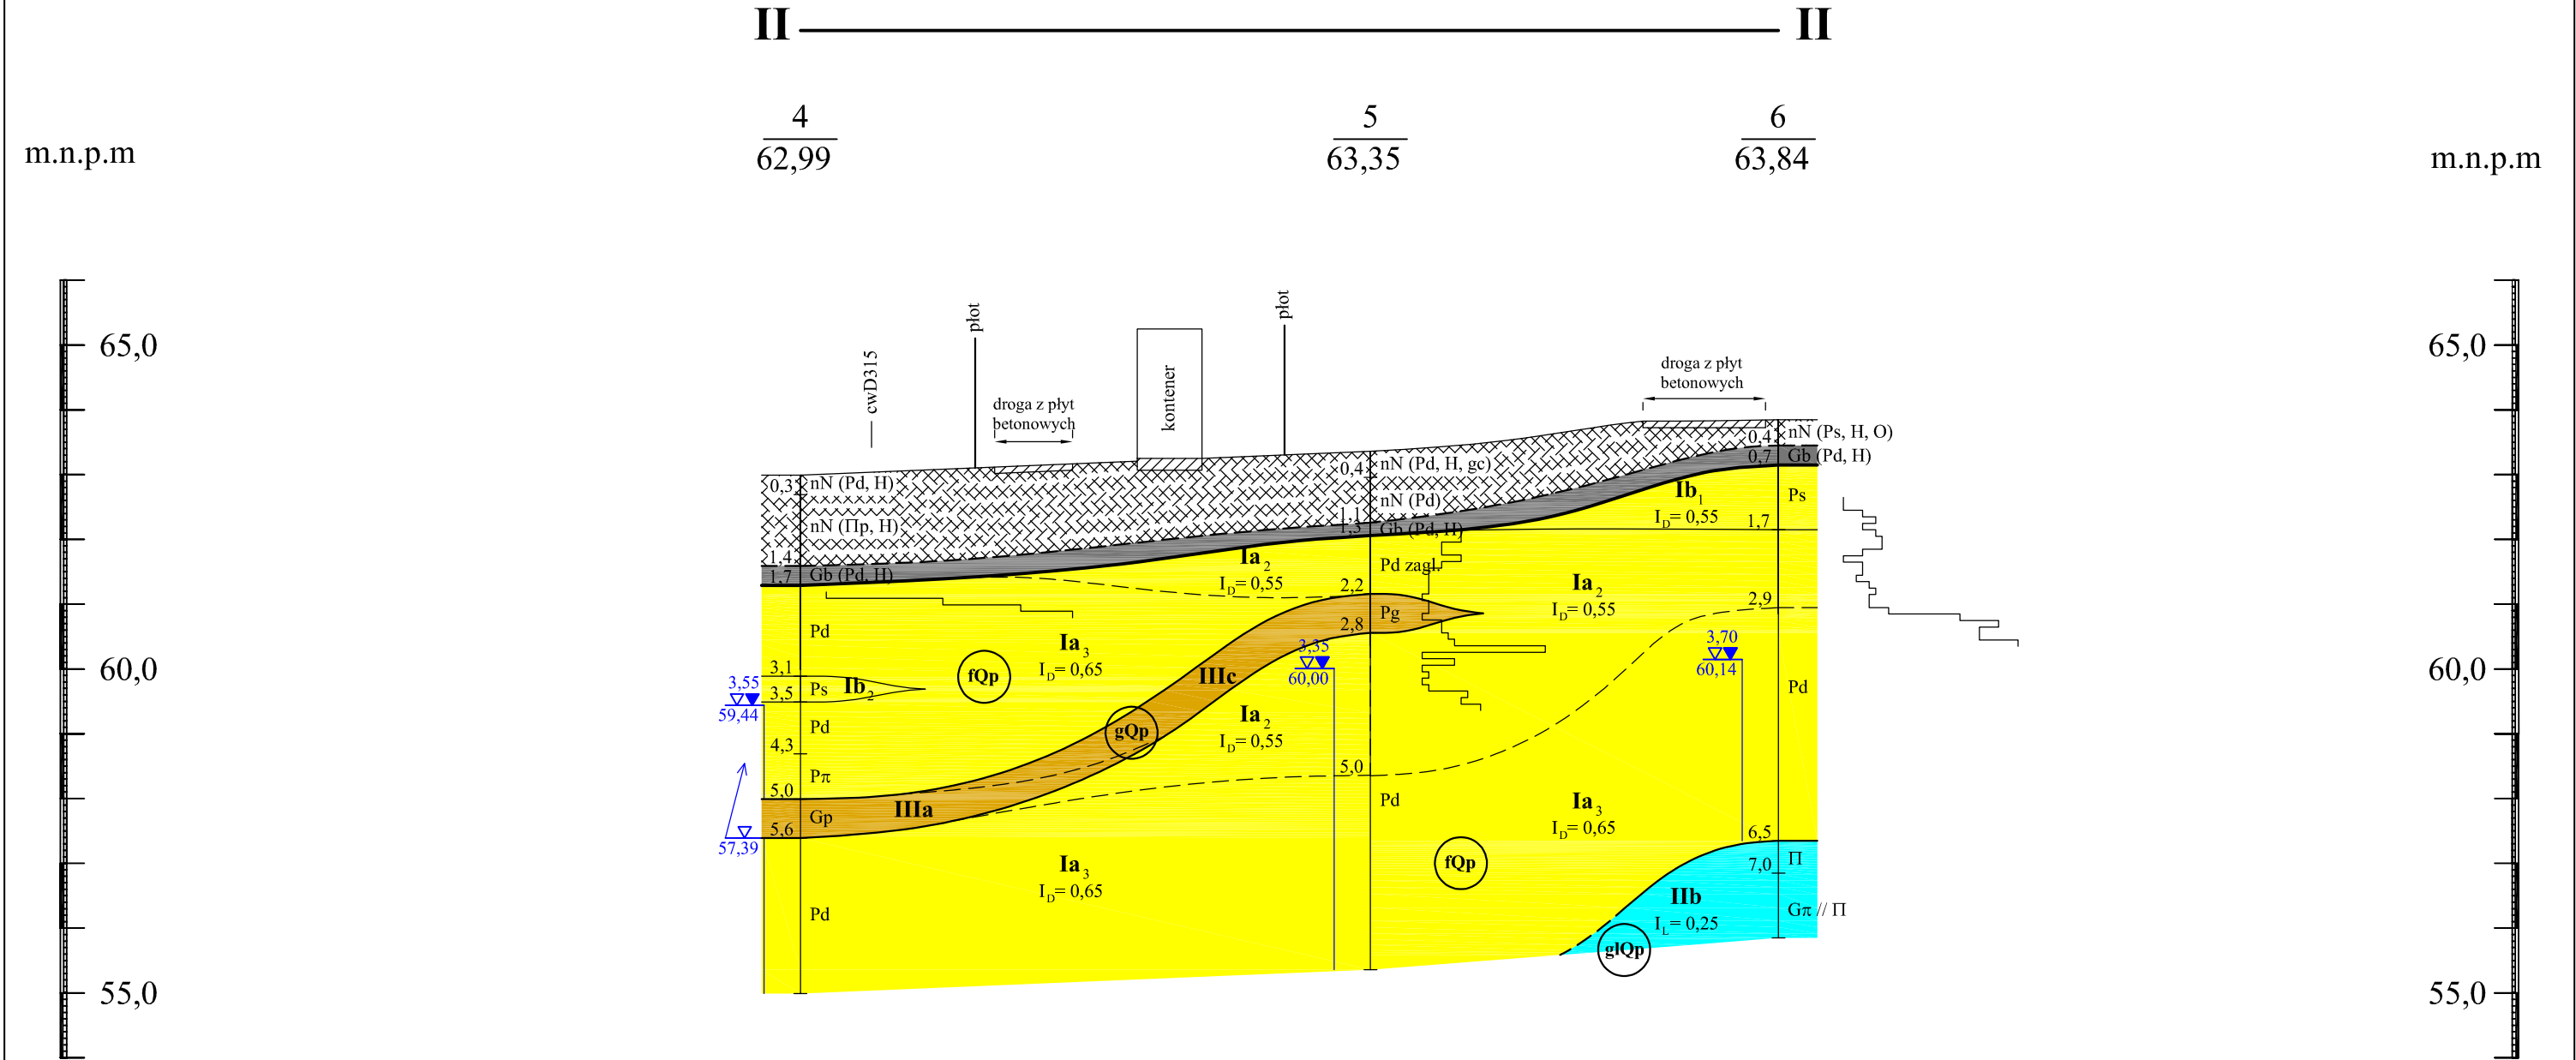 II II
4 5 6
62,99 63,35 63,84
m.n.p.m m.n.p.m
65,0 65,0
60,0 60,0
55,0 55,0
cwD315
płot
droga z płyt
betonowych
kontener
płot
droga z płyt
betonowych
0,3 nN (Pd, H)
nN (Пp, H)
1,4
1,7 Gb (Pd, H)
Pd
3,1
3,5 Ps Ib2
3,55
59,44
Pd
4,3
Pπ
5,0
Gp IIIa
5,6
57,39
Pd
fQp
Ia3
ID= 0,65
gQp
IIIc
Ia2
ID= 0,55
Ia2
ID= 0,55
Ia3
ID= 0,65
0,4 nN (Pd, H, gc)
nN (Pd)
1,1
1,3 Gb (Pd, H)
Pd zagl.
2,2
Pg
2,8
3,35
60,00
5,0
Pd
fQp
Ia2
ID= 0,55
Ia3
ID= 0,65
Ib1
ID= 0,55
0,4 nN (Ps, H, O)
0,7 Gb (Pd, H)
Ps
1,7
2,9
3,70
60,14
Pd
6,5
П
7,0
Gπ // П
IIb
IL= 0,25
glQp